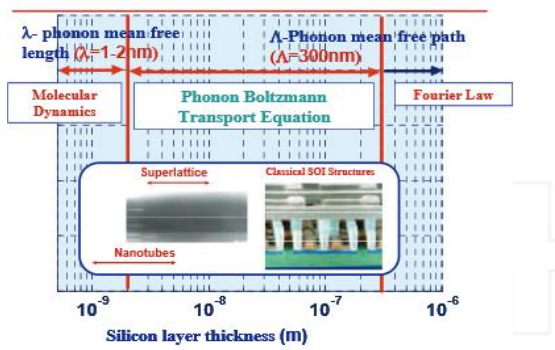 λ- phonon mean free
length (λ=1-2nm)
Λ-Phonon mean free path
(Λ=300nm)
Molecular
Dynamics
Phonon Boltzmann
Transport Equation
Fourier Law
Superlattice
Classical SOI Structures
Nanotubes
10⁻⁹ 10⁻⁸ 10⁻⁷ 10⁻⁶
Silicon layer thickness (m)